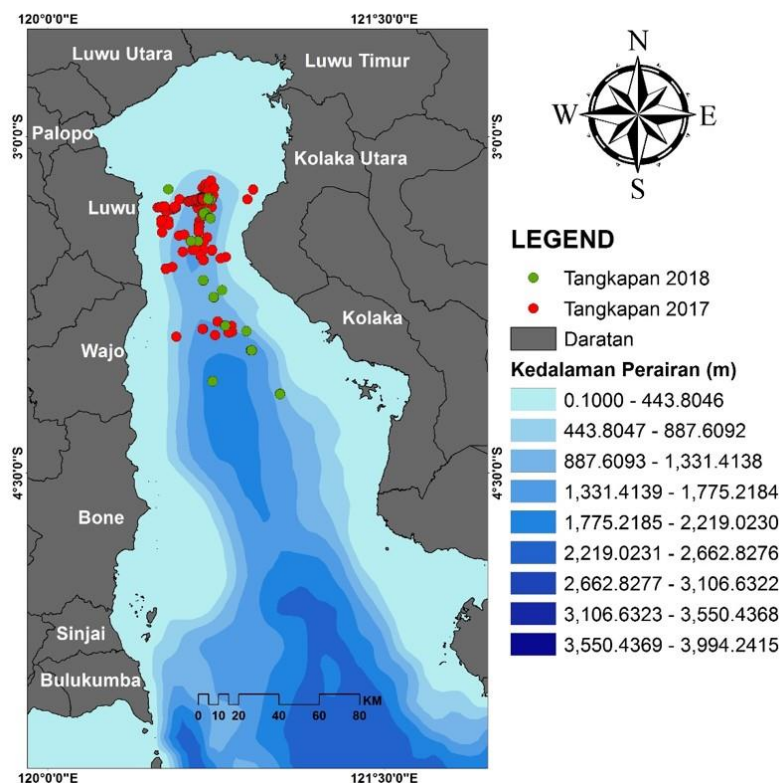 120°0'0"E
121°30'0"E
3°0'0"S
3°0'0"S
4°30'0"S
4°30'0"S
Luwu Utara
Luwu Timur
Palopo
Kolaka Utara
Luwu
Kolaka
Wajo
Bone
Sinjai
Bulukumba
KM
0 10 20 40 60 80
120°0'0"E
121°30'0"E
N
W
E
S
LEGEND
Tangkapan 2018
Tangkapan 2017
Daratan
Kedalaman Perairan (m)
0.1000 - 443.8046
443.8047 - 887.6092
887.6093 - 1,331.4138
1,331.4139 - 1,775.2184
1,775.2185 - 2,219.0230
2,219.0231 - 2,662.8276
2,662.8277 - 3,106.6322
3,106.6323 - 3,550.4368
3,550.4369 - 3,994.2415